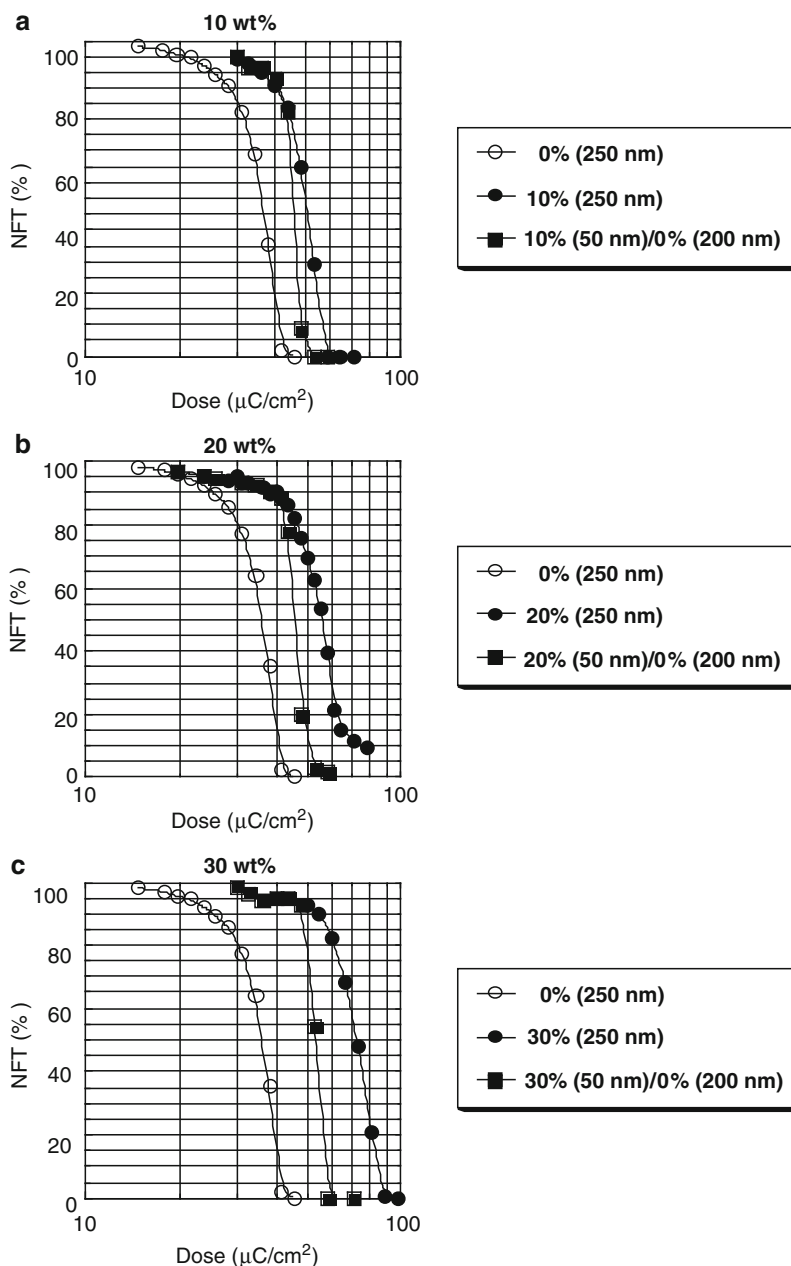 a
10 wt%
100
80
60
40
20
0
NFT (% )
10
100
Dose (μC/cm²)
0% (250 nm)
10% (250 nm)
10% (50 nm)/0% (200 nm)
b
20 wt%
100
80
60
40
20
0
NFT (% )
10
100
Dose (μC/cm²)
0% (250 nm)
20% (250 nm)
20% (50 nm)/0% (200 nm)
c
30 wt%
100
80
60
40
20
0
NFT (% )
10
100
Dose (μC/cm²)
0% (250 nm)
30% (250 nm)
30% (50 nm)/0% (200 nm)